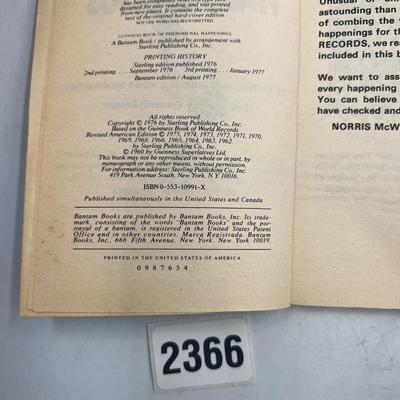 has been completely reset in a type face
designed for easy reading, and was printed
from new plates. It contains the complete
text of the original hard-cover edition.
NOT ONE WORD HAS BEEN OMITTED.
GUINNESS BOOK OF PHENOMENAL HAPPENINGS
A Bantam Book / published by arrangement with
Sterling Publishing Co., Inc.
PRINTING HISTORY
Sterling edition published 1976
2nd printing .... September 1976 3rd printing .... January 1977
Bantam edition / August 1977
All rights reserved.
Copyright © 1976 by Sterling Publishing Co., Inc.
Based on the Guinness Book of World Records
Revised American Edition © 1975, 1974, 1973, 1972, 1971, 1970,
1969, 1968, 1966, 1965, 1964, 1963, 1962
by Sterling Publishing Co., Inc.
© 1960 by Guinness Superlatives Ltd.
This book may not be reproduced in whole or in part, by
mimeograph or any other means, without permission.
For information address: Sterling Publishing Co., Inc.
419 Park Avenue South, New York, N.Y. 10016.
ISBN 0-553-10991-X
Published simultaneously in the United States and Canada
Bantam Books are published by Bantam Books, Inc. Its trade-
mark, consisting of the words "Bantam Books" and the por-
trayal of a bantam, is registered in the United States Patent
Office and in other countries. Marca Registrada. Bantam
Books, Inc. 666 Fifth Avenue, New York, New York 10019.
PRINTED IN THE UNITED STATES OF AMERICA
0 9 8 7 6 5 4
astounding than
of combing the
happenings for th
RECORDS, we rea
included in this b
We want to ass
every happening
You can believe
have checked and
NORRIS McW
2366